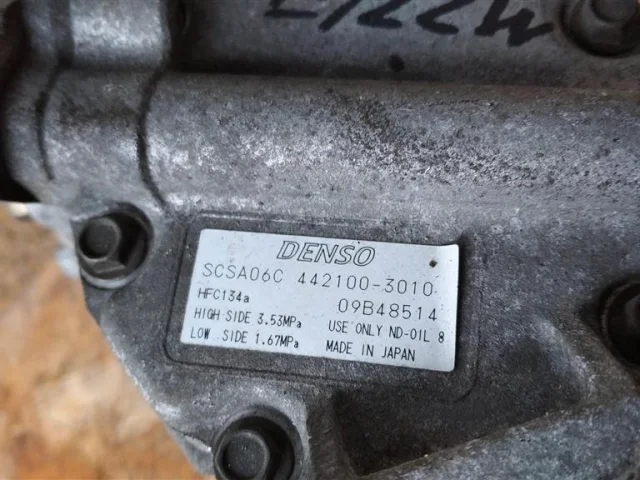 DENSO
SCSA06C 442100-3010
HFC134a 09B48514
HIGH SIDE 3.53MPa USE ONLY ND-OIL 8
LOW SIDE 1.67MPa MADE IN JAPAN